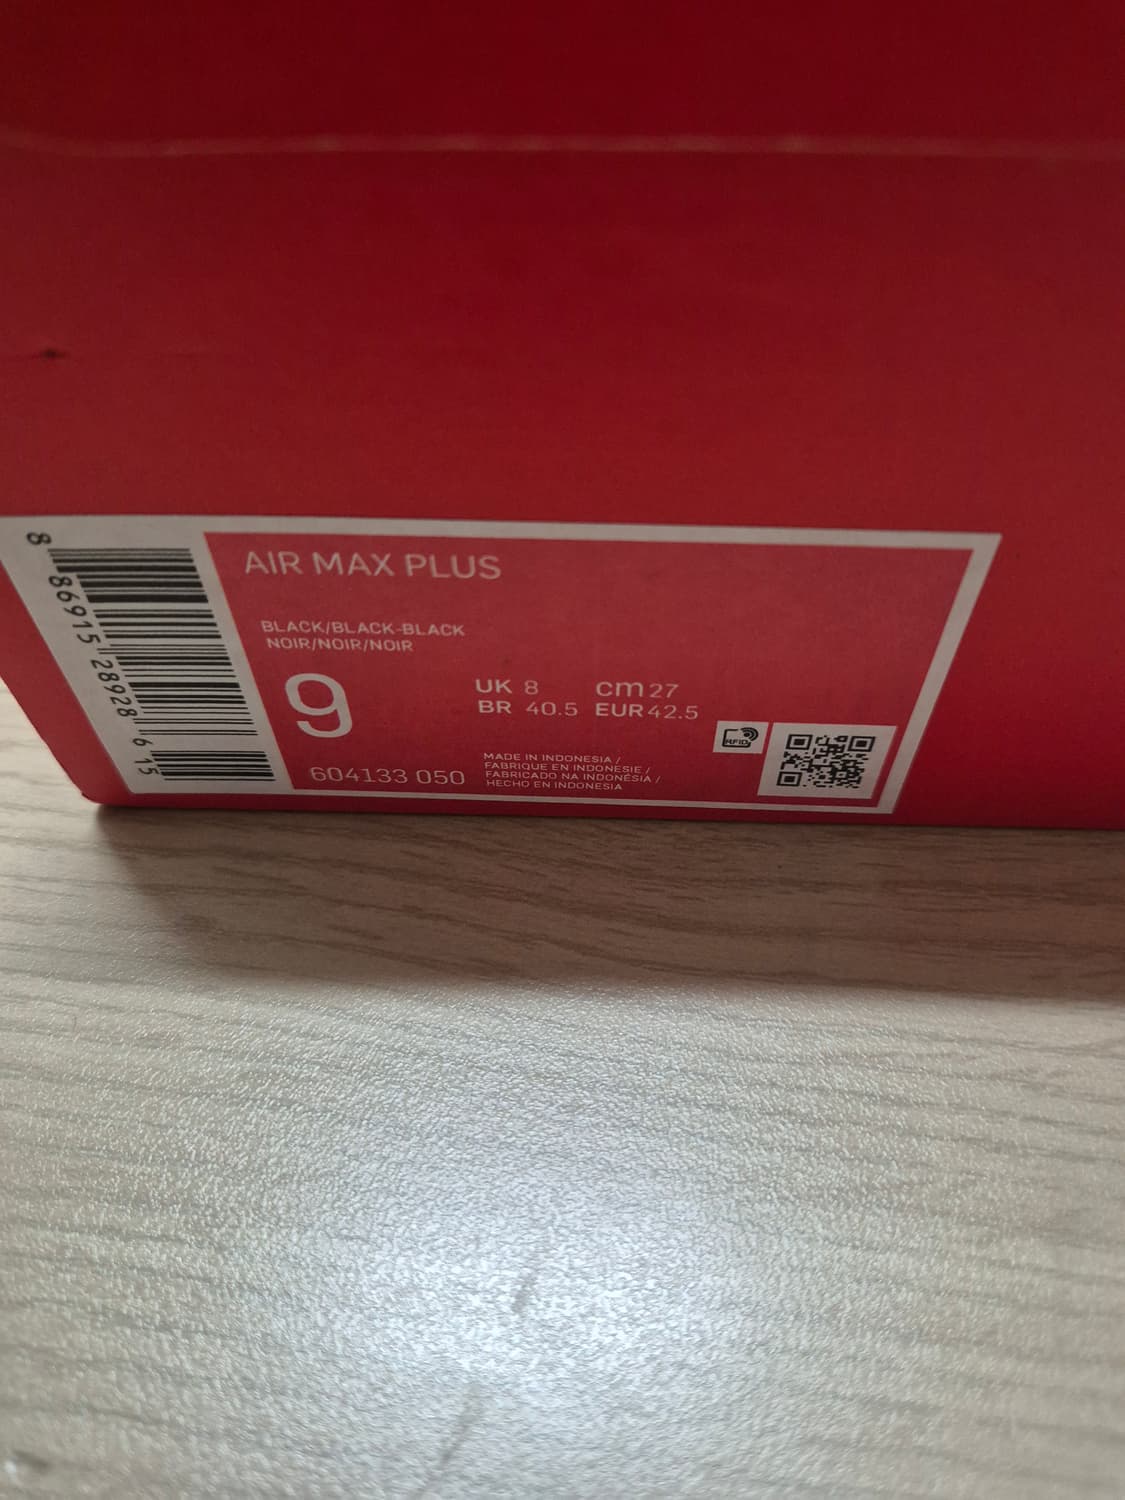 8 86915 28928 6 15
AIR MAX PLUS
BLACK/BLACK-BLACK
NOIR/NOIR/NOIR
9
UK 8 cm 27
BR 40.5 EUR 42.5
RFID
604133 050
MADE IN INDONESIA /
FABRIQUE EN INDONESIE /
FABRICADO NA INDONÉSIA /
HECHO EN INDONESIA